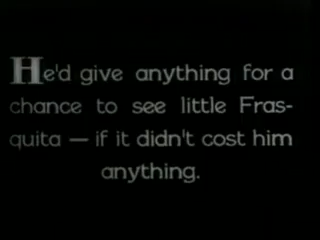 He'd give anything for a
chance to see little Fras-
quita — if it didn't cost him
anything.